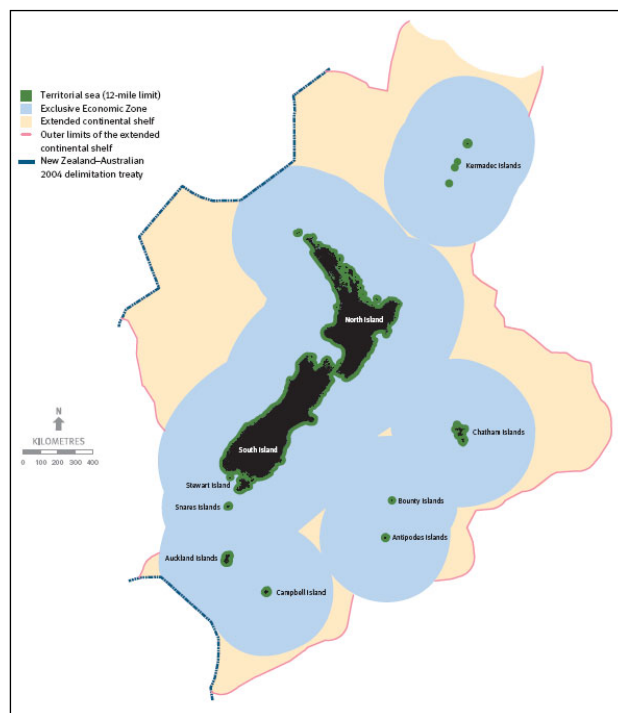 Territorial sea (12-mile limit)
Exclusive Economic Zone
Extended continental shelf
Outer limits of the extended
continental shelf
New Zealand–Australian
2004 delimitation treaty
Kermadec Islands
North Island
N
KILOMETRES
0 100 200 300 400
Chatham Islands
South Island
Stewart Island
Snares Islands
Bounty Islands
Antipodes Islands
Auckland Islands
Campbell Island